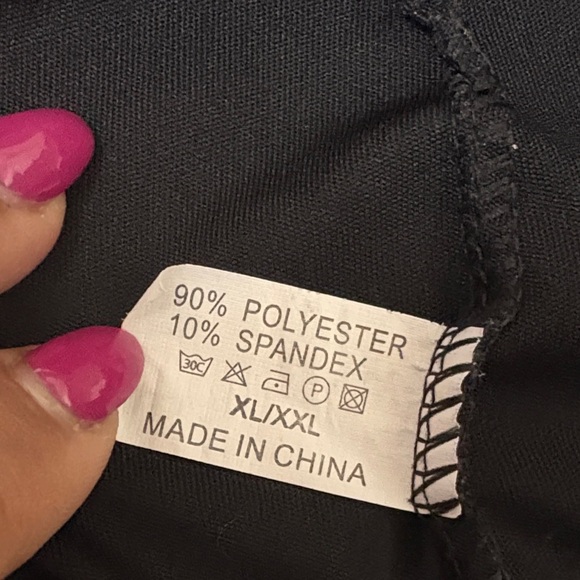 90% POLYESTER
10% SPANDEX
30C P
XL/XXL
MADE IN CHINA